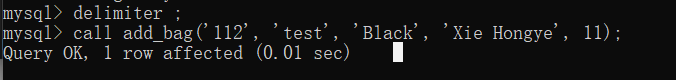 mysql> delimiter ;
mysql> call add_bag('112', 'test', 'Black', 'Xie Hongye', 11);
Query OK, 1 row affected (0.01 sec)